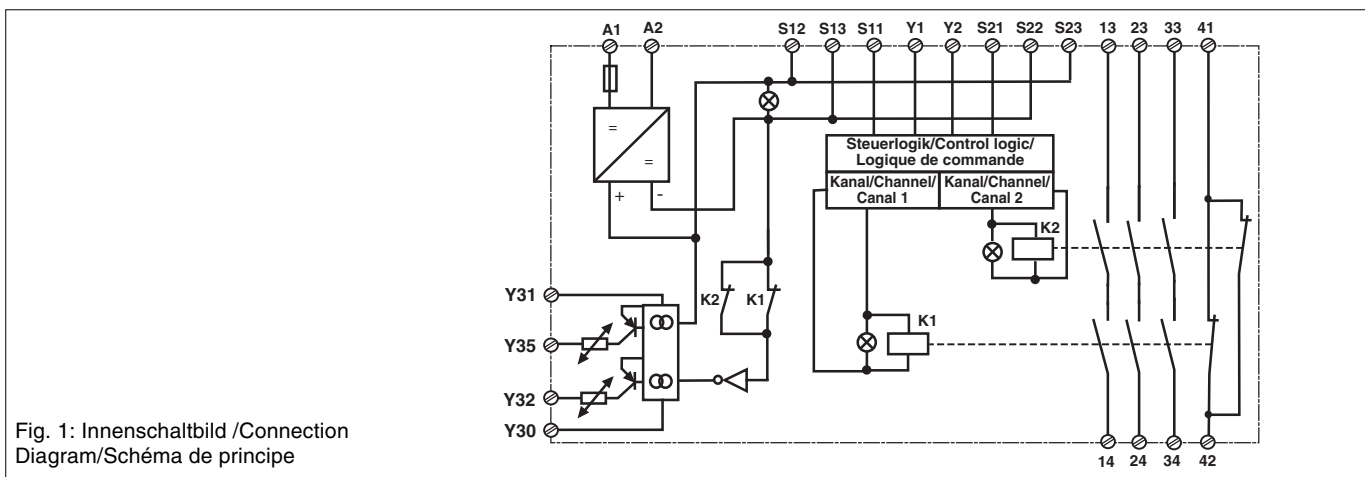 A1 A2 S12 S13 S11 Y1 Y2 S21 S22 S23 13 23 33 41
=
=
+ -
Steuerlogik/Control logic/
Logique de commande
Kanal/Channel/ Kanal/Channel/
Canal 1 Canal 2
K2
Y31
K2 K1
K1
Y35
Y32
Y30
14 24 34 42
Fig. 1: Innenschaltbild /Connection
Diagram/Schéma de principe